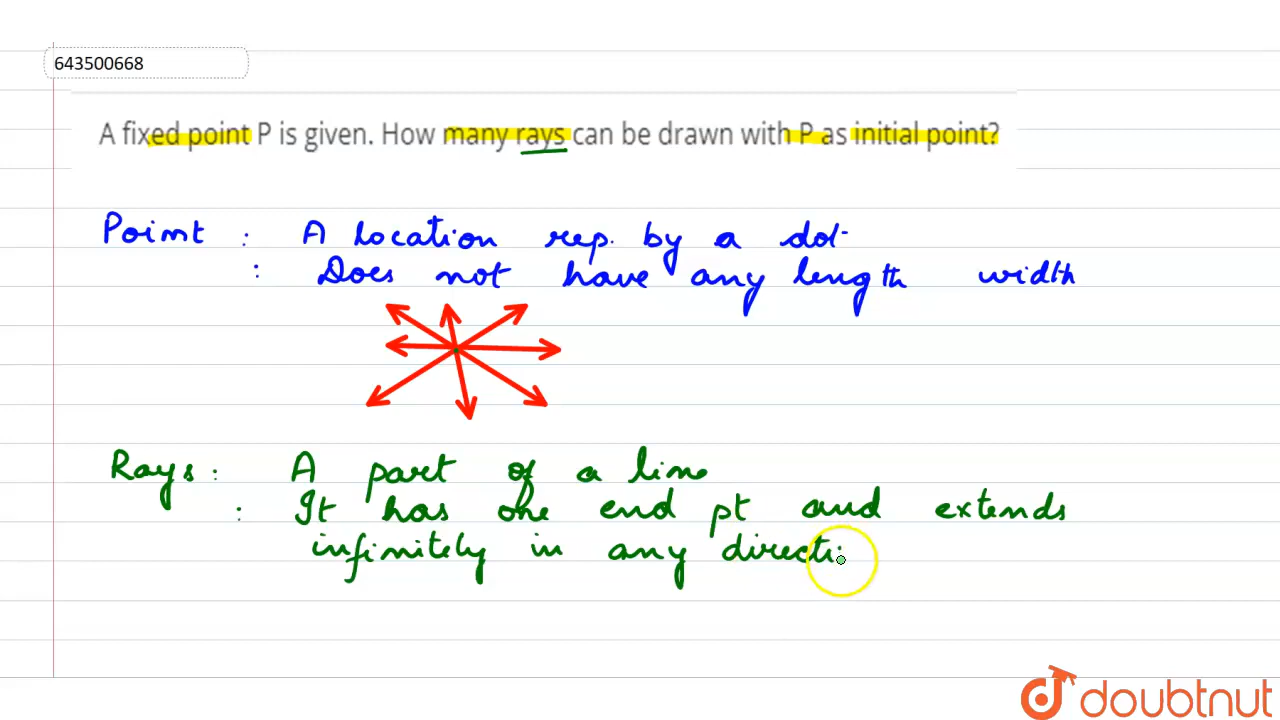 643500668
A fixed point P is given. How many rays can be drawn with P as initial point?
Point : A location rep. by a dot
: Does not have any length width
Rays : A part of a line
: It has one end pt and extends
infinitely in any directi
doubtnut